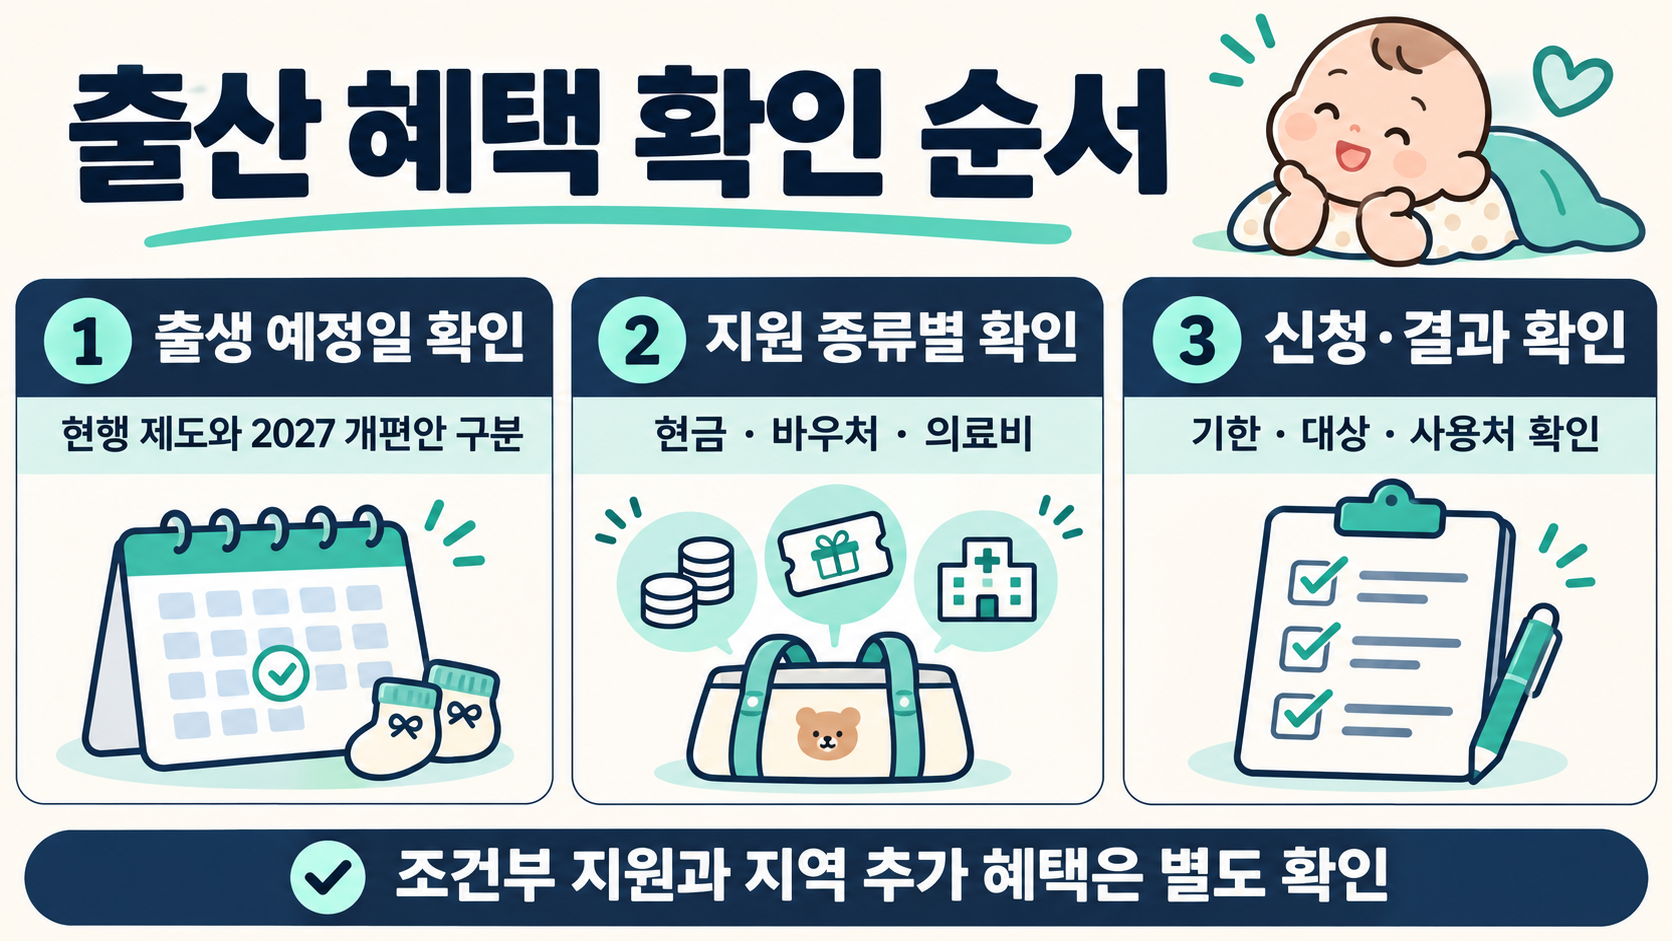 출산 혜택 확인 순서
1 출생 예정일 확인
현행 제도와 2027 개편안 구분
2 지원 종류별 확인
현금 · 바우처 · 의료비
3 신청·결과 확인
기한 · 대상 · 사용처 확인
조건부 지원과 지역 추가 혜택은 별도 확인